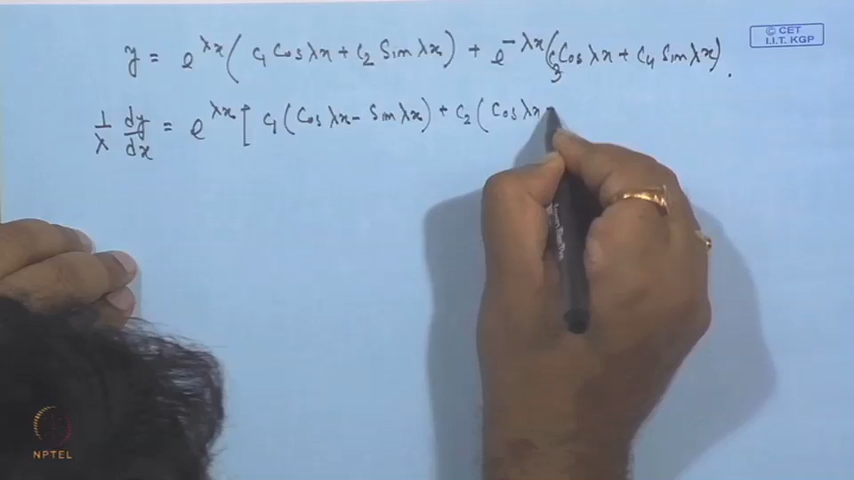 © CET
I.I.T. KGP
y = e^{λx}(c₁ Cos λx + c₂ Sin λx) + e^{-λx}(c₃ Cos λx + c₄ Sin λx).
1/λ dy/dx = e^{λx}[ c₁(Cos λx - Sin λx) + c₂(Cos λx
NPTEL